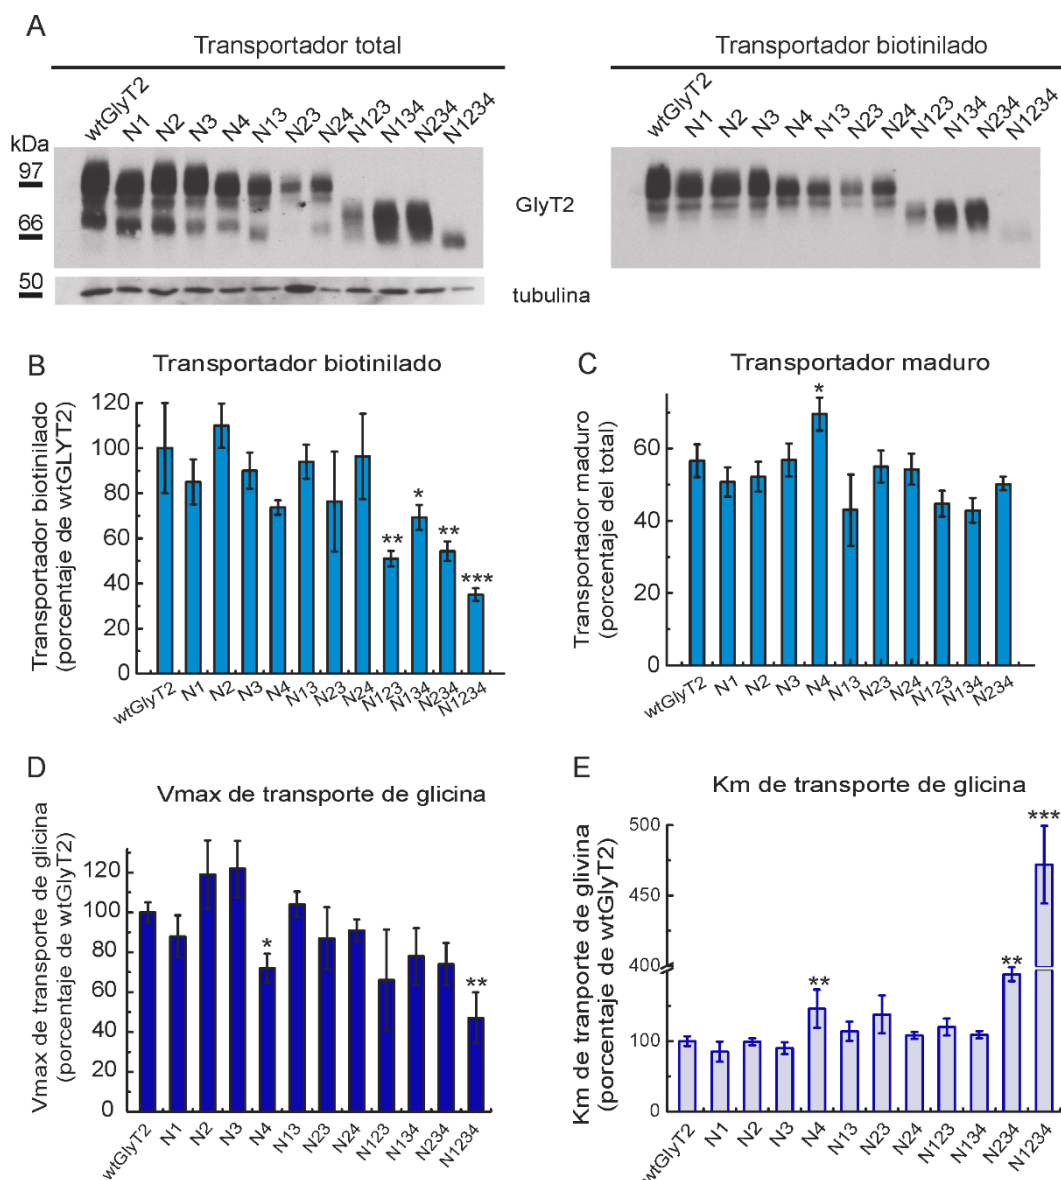 A
Transportador total
Transportador biotinilado
wtGlyT2 N1 N2 N3 N4 N13 N23 N24 N123 N134 N234 N1234
wtGlyT2 N1 N2 N3 N4 N13 N23 N24 N123 N134 N234 N1234
kDa
97
66
50
GlyT2
tubulina
B
Transportador biotinilado
Transportador biotinilado
(porcentaje de wtGLYT2)
120
100
80
60
40
20
0
** * ** ***
wtGlyT2 N1 N2 N3 N4 N13 N23 N24 N123 N134 N234 N1234
C
Transportador maduro
Transportador maduro
(porcentaje del total)
60
40
20
0
*
wtGlyT2 N1 N2 N3 N4 N13 N23 N24 N123 N134 N234
D
Vmax de transporte de glicina
Vmax de transporte de glicina
(porcentaje de wtGlyT2)
120
100
80
60
40
20
0
* **
wtGlyT2 N1 N2 N3 N4 N13 N23 N24 N123 N134 N234 N1234
E
Km de transporte de glicina
Km de tranporte de glivina
(porcentaje de wtGlyT2)
500
450
400
100
0
** ** ***
wtGlyT2 N1 N2 N3 N4 N13 N23 N24 N123 N134 N234 N1234